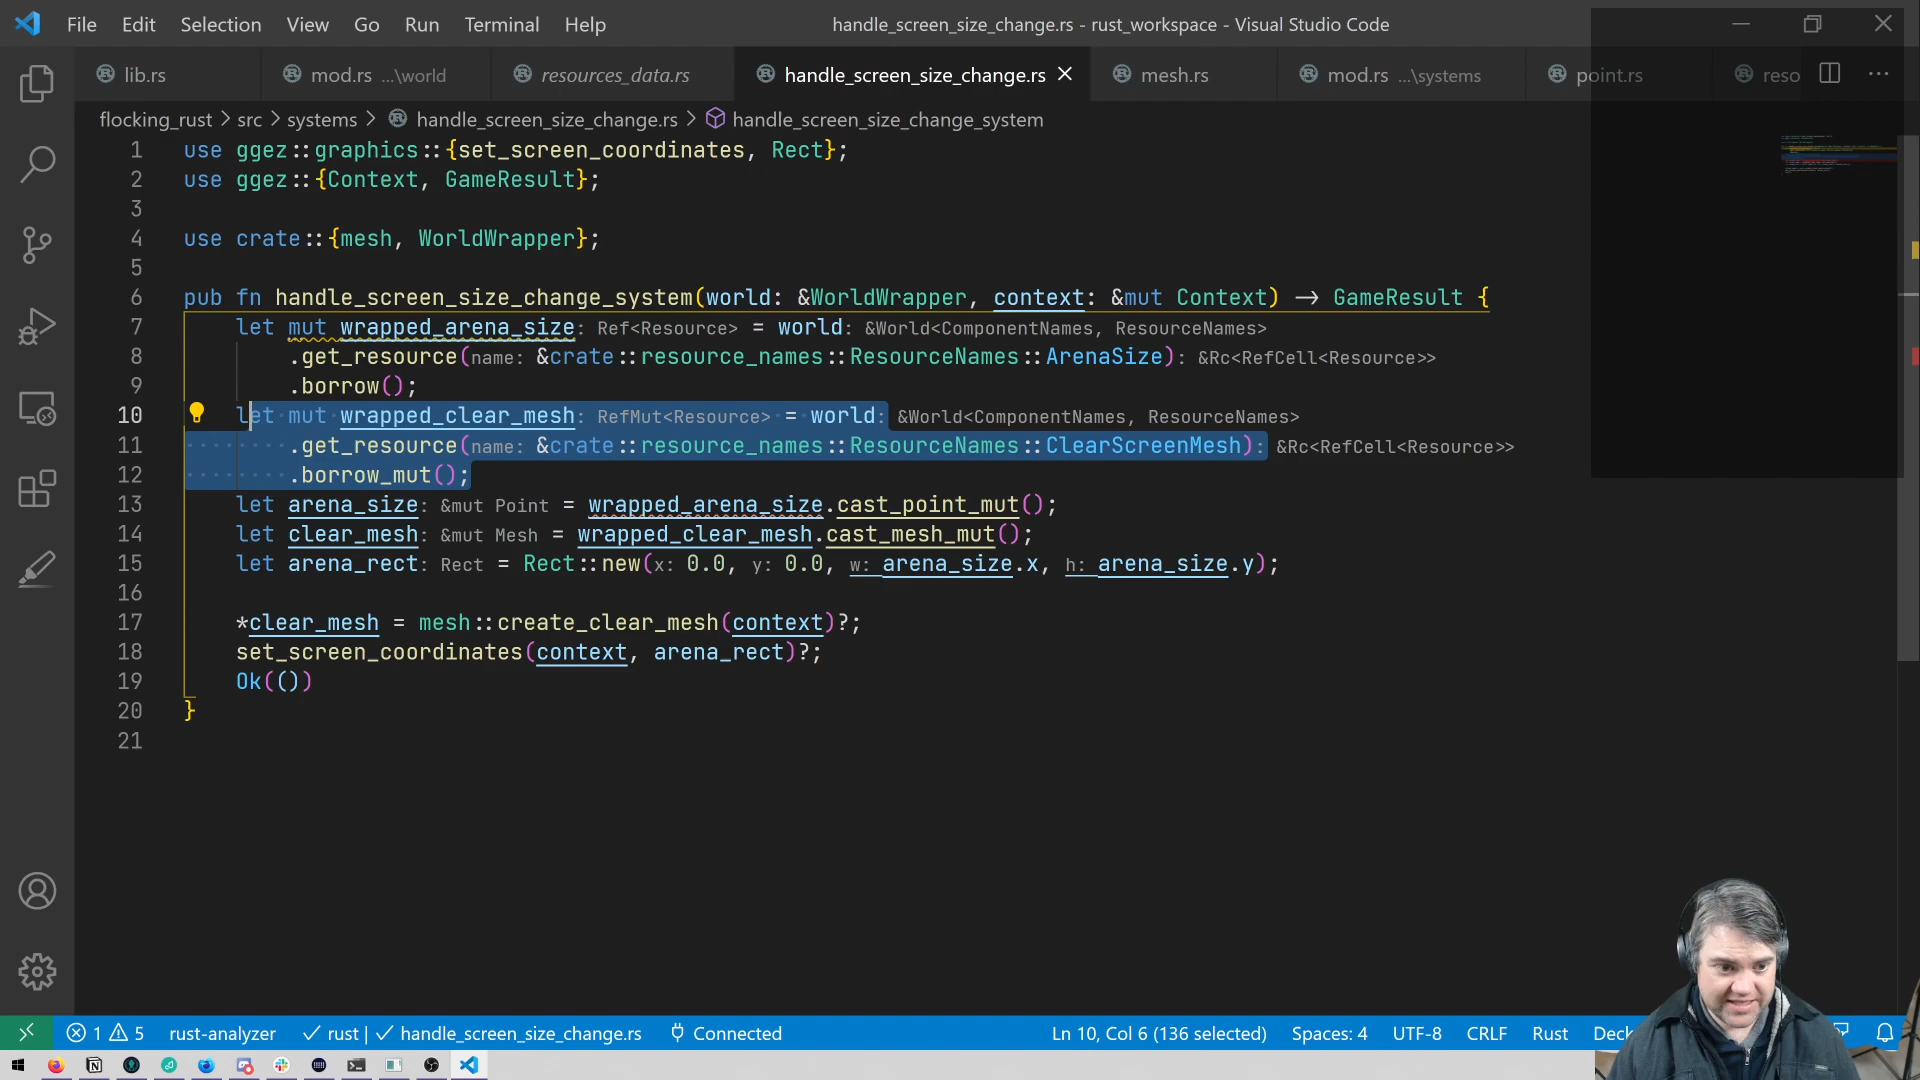 File Edit Selection View Go Run Terminal Help handle_screen_size_change.rs - rust_workspace - Visual Studio Code
lib.rs mod.rs ...\world resources_data.rs handle_screen_size_change.rs mesh.rs mod.rs ...\systems point.rs reso
flocking_rust > src > systems > handle_screen_size_change.rs > handle_screen_size_change_system
1 use ggez::graphics::{set_screen_coordinates, Rect};
2 use ggez::{Context, GameResult};
3
4 use crate::{mesh, WorldWrapper};
5
6 pub fn handle_screen_size_change_system(world: &WorldWrapper, context: &mut Context) -> GameResult {
7 let mut wrapped_arena_size: Ref<Resource> = world: &World<ComponentNames, ResourceNames>
8 .get_resource(name: &crate::resource_names::ResourceNames::ArenaSize): &Rc<RefCell<Resource>>
9 .borrow();
10 let mut wrapped_clear_mesh: RefMut<Resource> = world: &World<ComponentNames, ResourceNames>
11 .get_resource(name: &crate::resource_names::ResourceNames::ClearScreenMesh): &Rc<RefCell<Resource>>
12 .borrow_mut();
13 let arena_size: &mut Point = wrapped_arena_size.cast_point_mut();
14 let clear_mesh: &mut Mesh = wrapped_clear_mesh.cast_mesh_mut();
15 let arena_rect: Rect = Rect::new(x: 0.0, y: 0.0, w: arena_size.x, h: arena_size.y);
16
17 *clear_mesh = mesh::create_clear_mesh(context)?;
18 set_screen_coordinates(context, arena_rect)?;
19 Ok(())
20 }
21
1 5 rust-analyzer rust | handle_screen_size_change.rs Connected Ln 10, Col 6 (136 selected) Spaces: 4 UTF-8 CRLF Rust